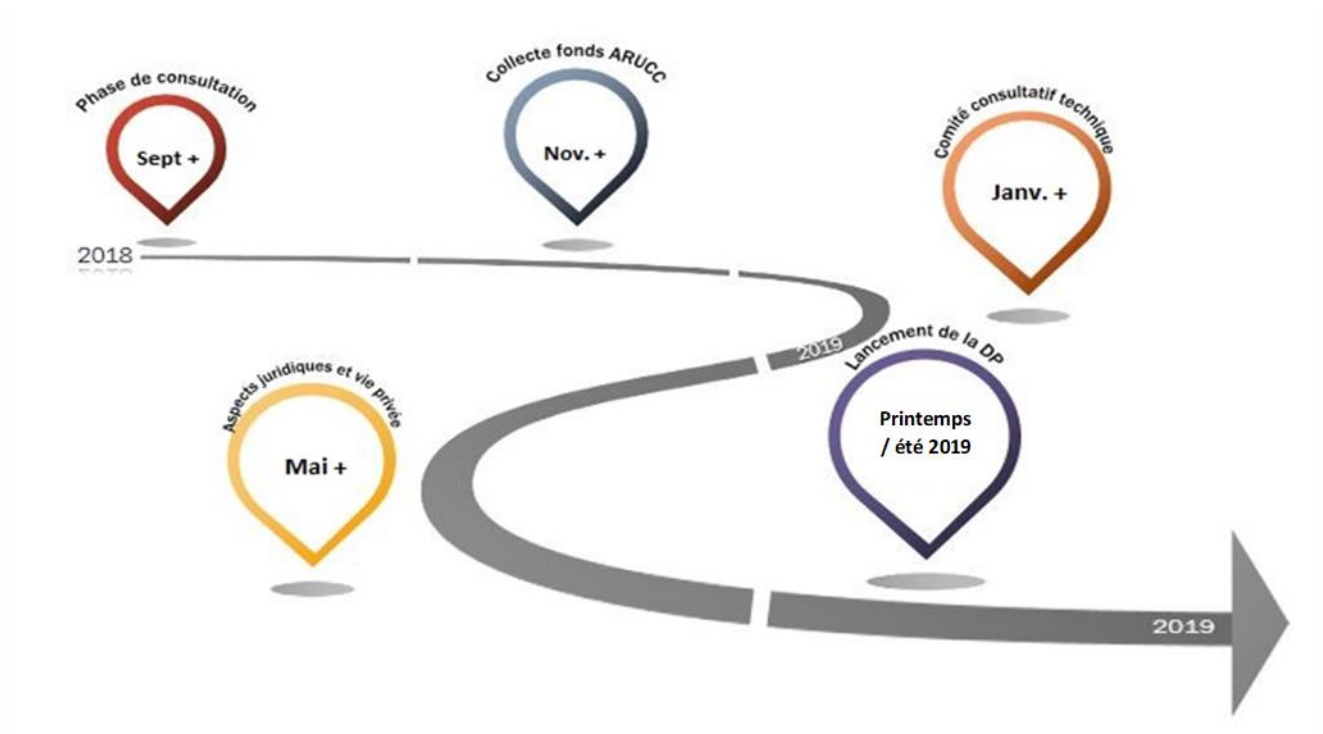 Phase de consultation
Sept +
Collecte fonds ARUCC
Nov. +
Comité consultatif technique
Janv. +
2018
2019
Lancement de la DP
Printemps
/ été 2019
Aspects juridiques et vie privée
Mai +
2019